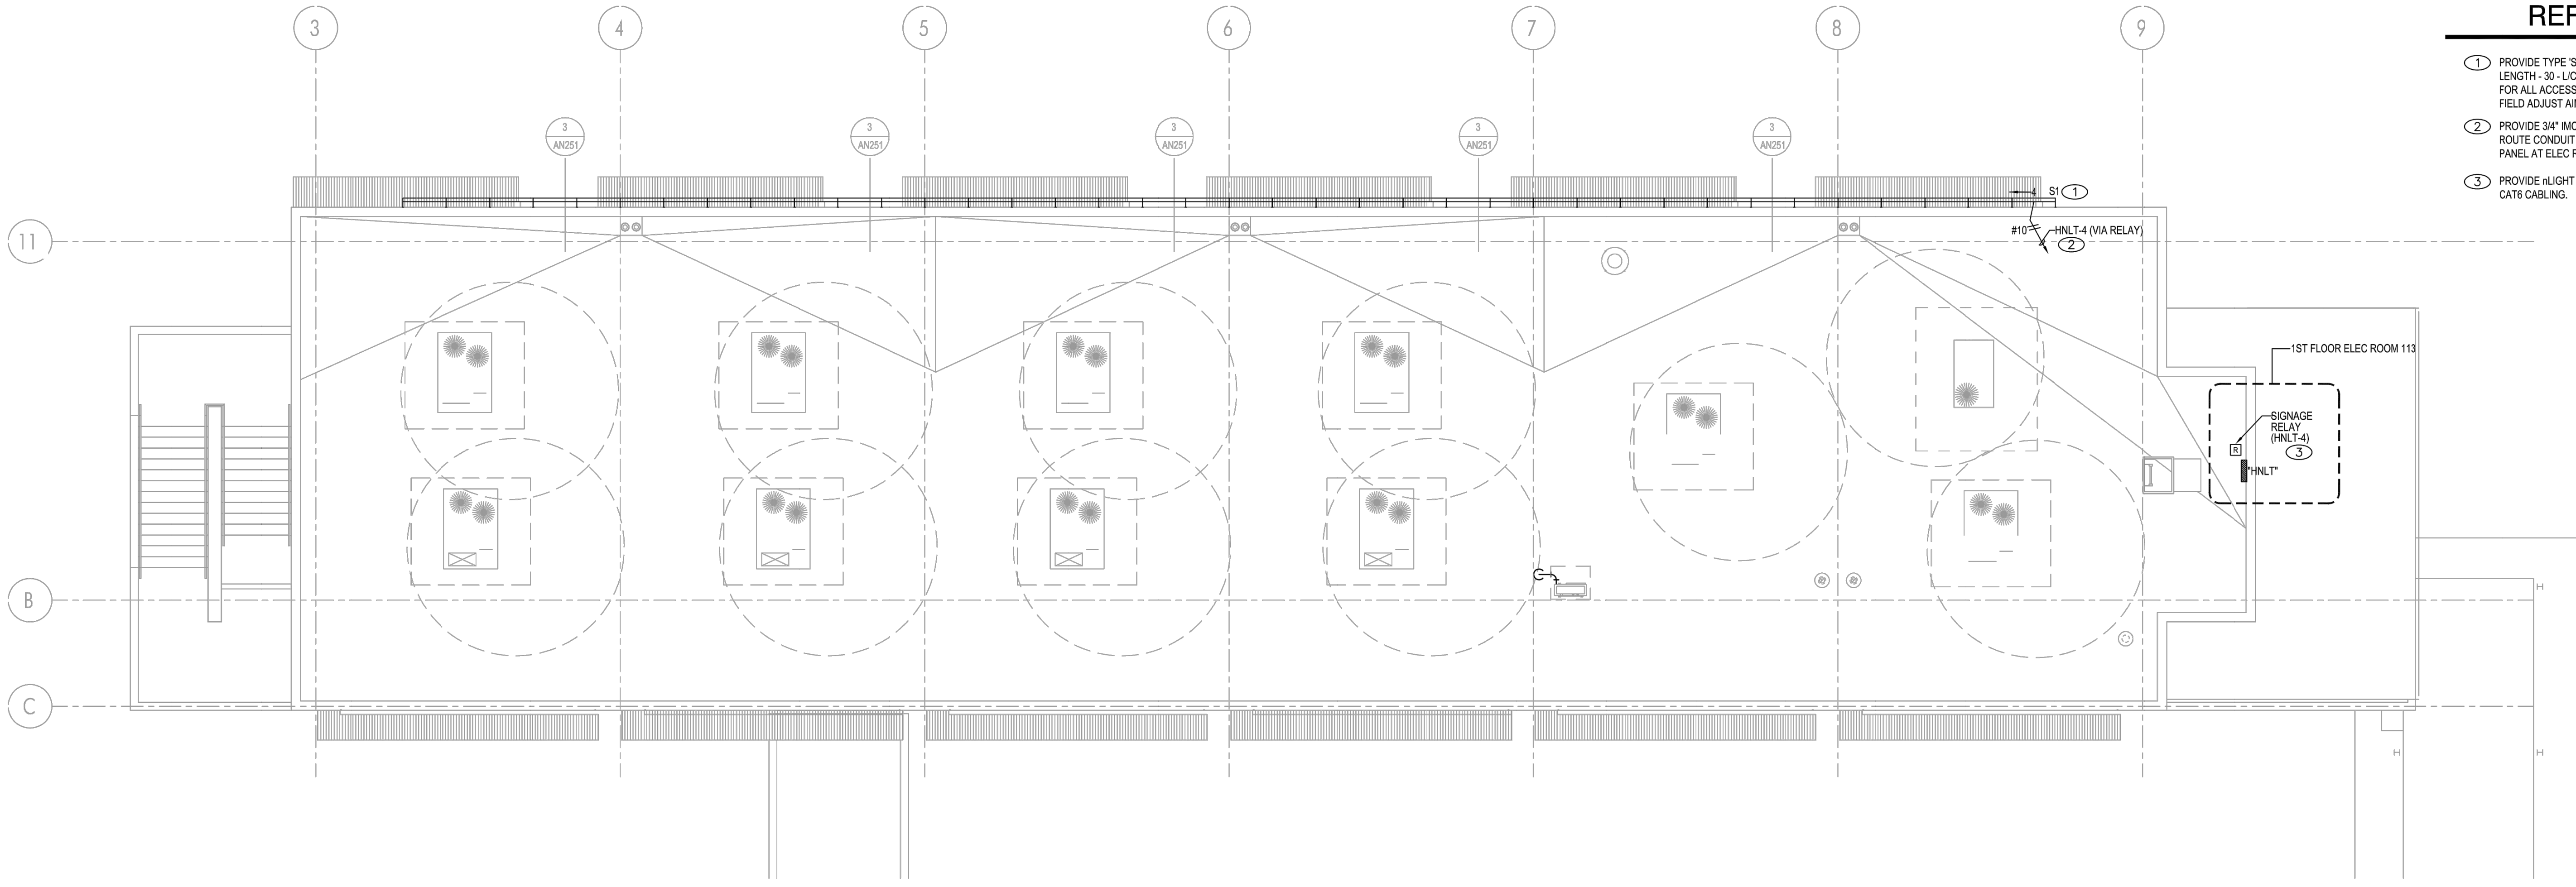 3
4
5
6
7
8
9
3
AN251
3
AN251
3
AN251
3
AN251
3
AN251
11
B
C
4
S1 1
#10
HNLT-4 (VIA RELAY)
2
1ST FLOOR ELEC ROOM 113
SIGNAGE
RELAY
(HNLT-4)
3
R
"HNLT"
1 PROVIDE TYPE 'S
LENGTH - 30 - L/C
FOR ALL ACCESS
FIELD ADJUST AI
2 PROVIDE 3/4" IMC
ROUTE CONDUIT
PANEL AT ELEC R
3 PROVIDE nLIGHT
CAT6 CABLING.